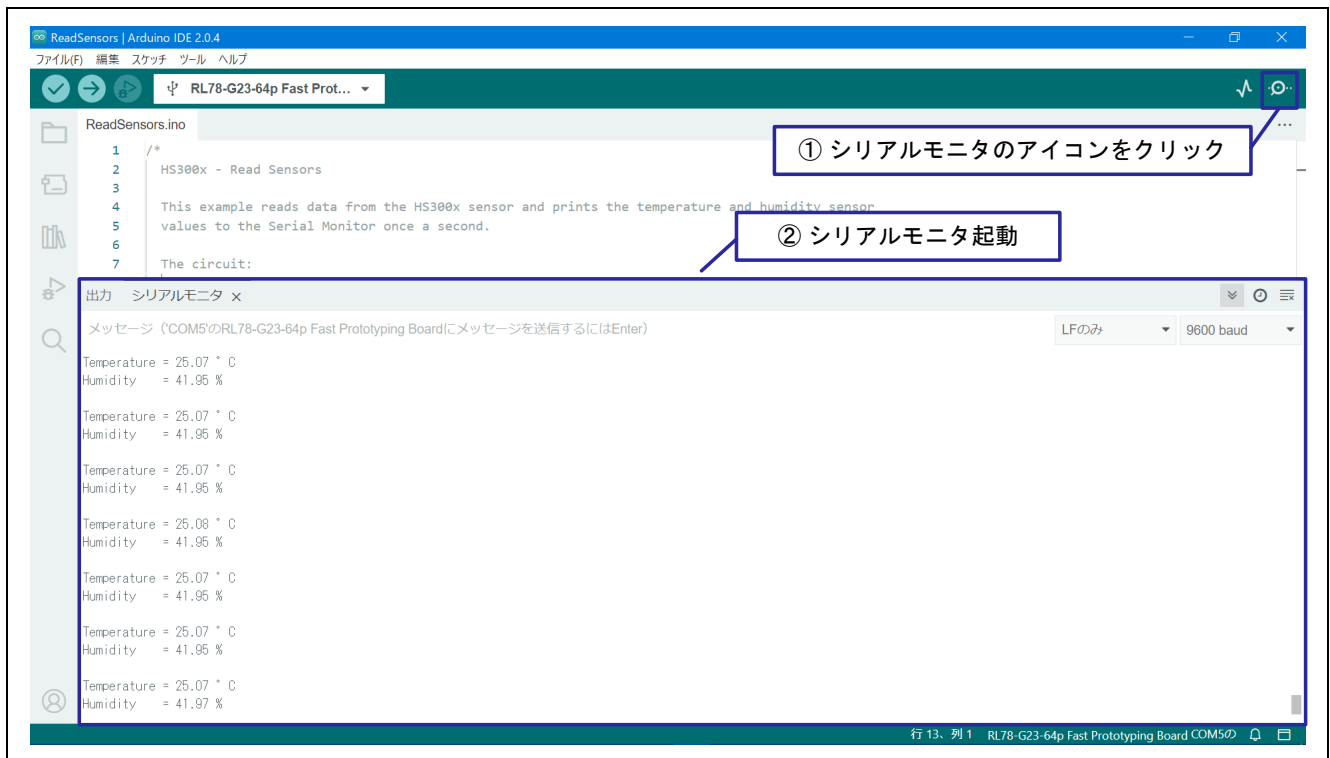 ReadSensors | Arduino IDE 2.0.4
ファイル(F) 編集 スケッチ ツール ヘルプ
RL78-G23-64p Fast Prot...
ReadSensors.ino
① シリアルモニタのアイコンをクリック
1 /*
2 HS300x - Read Sensors
3
4 This example reads data from the HS300x sensor and prints the temperature and humidity sensor
5 values to the Serial Monitor once a second.
6
7 The circuit:
② シリアルモニタ起動
出力 シリアルモニタ ×
メッセージ（'COM5'のRL78-G23-64p Fast Prototyping Boardにメッセージを送信するにはEnter） LFのみ 9600 baud
Temperature = 25.07 ° C
Humidity = 41.95 %
Temperature = 25.07 ° C
Humidity = 41.95 %
Temperature = 25.07 ° C
Humidity = 41.95 %
Temperature = 25.08 ° C
Humidity = 41.95 %
Temperature = 25.07 ° C
Humidity = 41.95 %
Temperature = 25.07 ° C
Humidity = 41.95 %
Temperature = 25.07 ° C
Humidity = 41.97 %
行 13、列 1 RL78-G23-64p Fast Prototyping Board COM5の